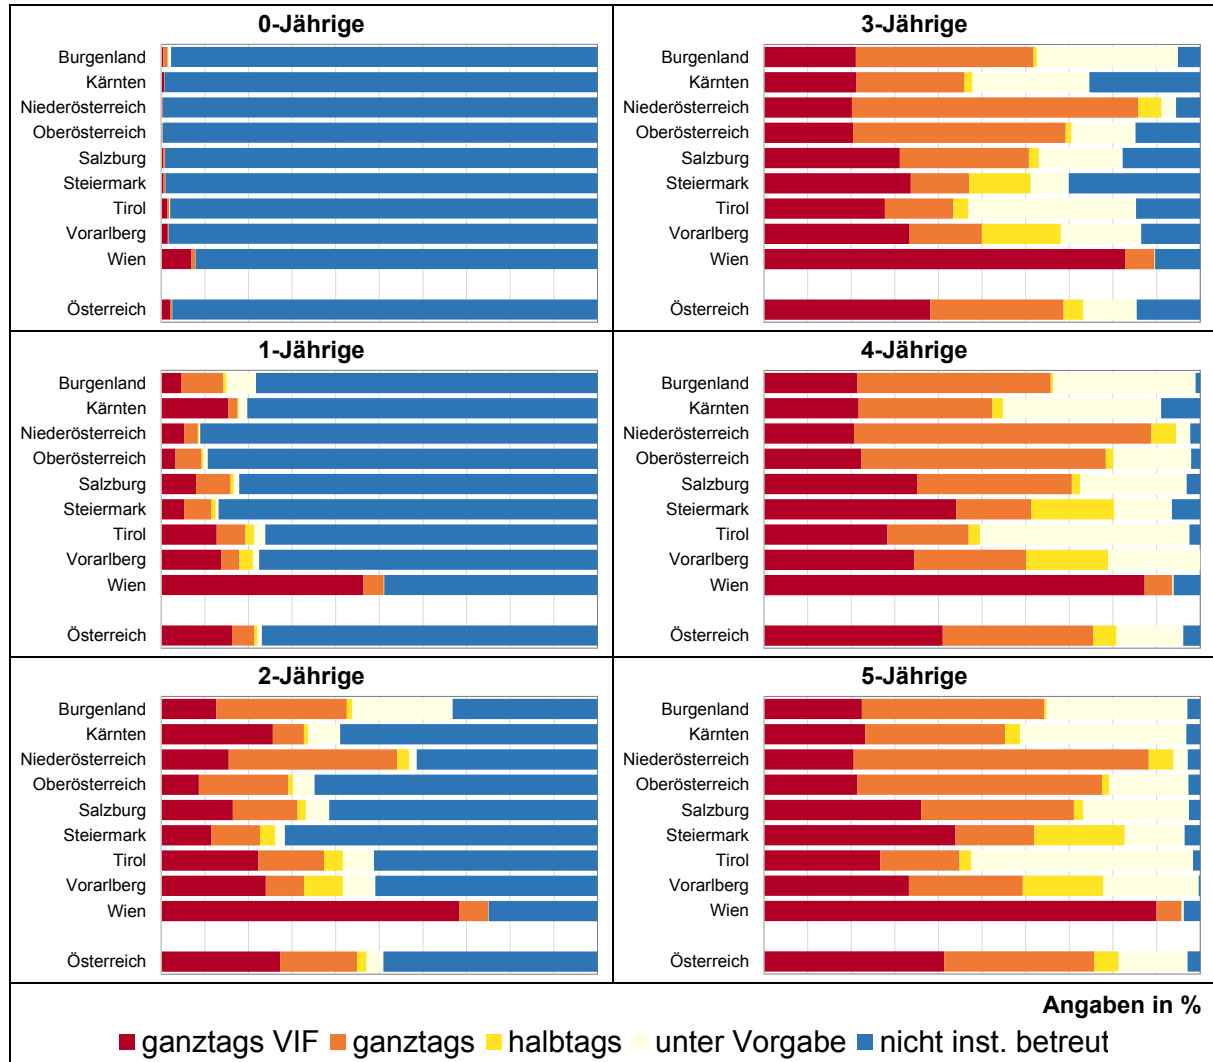 0-Jährige
Burgenland
Kärnten
Niederösterreich
Oberösterreich
Salzburg
Steiermark
Tirol
Vorarlberg
Wien
Österreich
3-Jährige
Burgenland
Kärnten
Niederösterreich
Oberösterreich
Salzburg
Steiermark
Tirol
Vorarlberg
Wien
Österreich
1-Jährige
Burgenland
Kärnten
Niederösterreich
Oberösterreich
Salzburg
Steiermark
Tirol
Vorarlberg
Wien
Österreich
4-Jährige
Burgenland
Kärnten
Niederösterreich
Oberösterreich
Salzburg
Steiermark
Tirol
Vorarlberg
Wien
Österreich
2-Jährige
Burgenland
Kärnten
Niederösterreich
Oberösterreich
Salzburg
Steiermark
Tirol
Vorarlberg
Wien
Österreich
5-Jährige
Burgenland
Kärnten
Niederösterreich
Oberösterreich
Salzburg
Steiermark
Tirol
Vorarlberg
Wien
Österreich
Angaben in %
ganztags VIF ganztags halbtags unter Vorgabe nicht inst. betreut